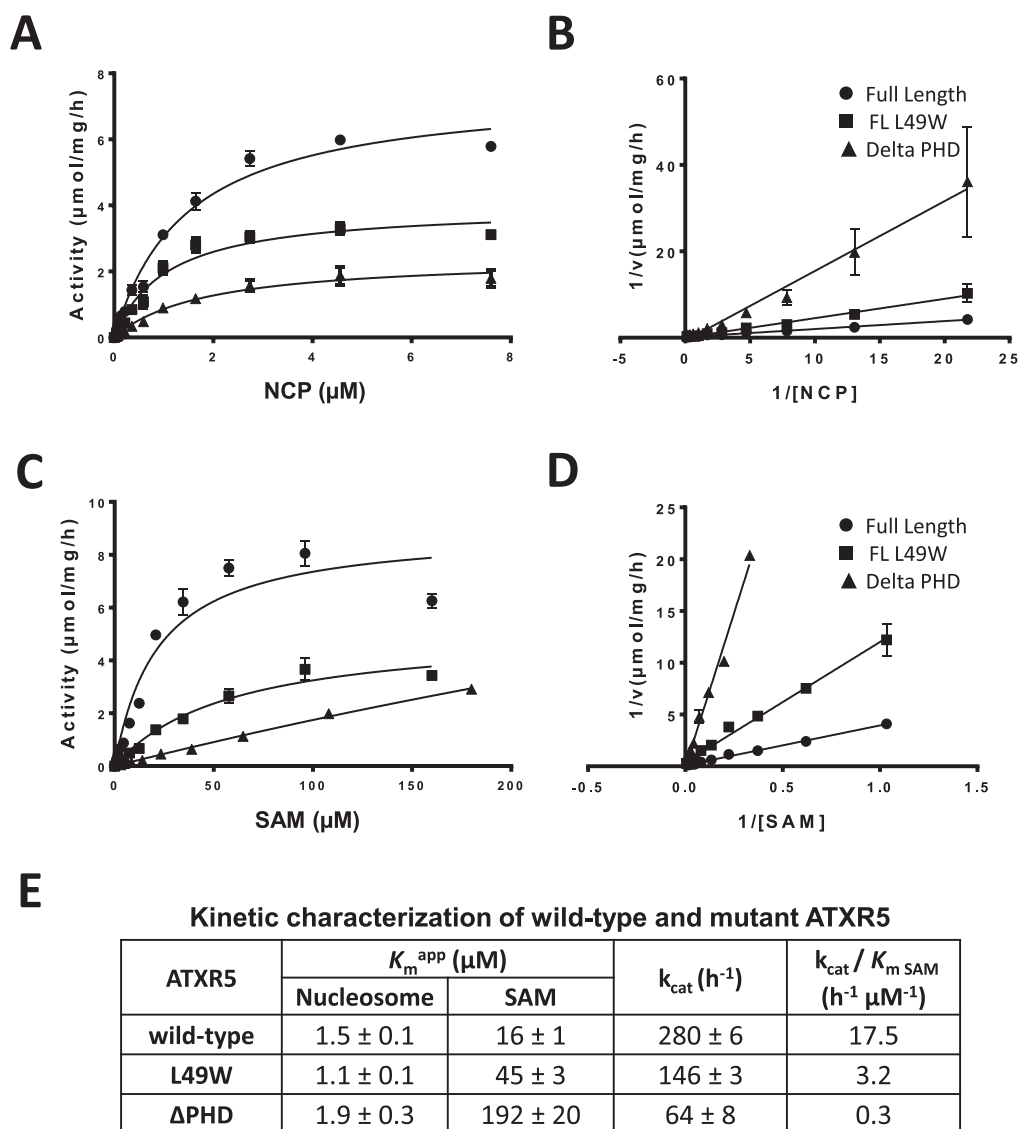 A
Activity (μmol/mg/h)
8
6
4
2
0
0 2 4 6 8
NCP (μM)
B
1/v (μmol/mg/h)
60
40
20
-5 0 5 10 15 20 25
1/[NCP]
Full Length
FL L49W
Delta PHD
C
Activity (μmol/mg/h)
10
8
6
4
2
0
0 50 100 150 200
SAM (μM)
D
1/v (μmol/mg/h)
25
20
15
10
5
-0.5 0.0 0.5 1.0 1.5
1/[SAM]
Full Length
FL L49W
Delta PHD
E
Kinetic characterization of wild-type and mutant ATXR5
ATXR5 Kmapp (μM) kcat (h-1) kcat / Km SAM (h-1 μM-1)
Nucleosome SAM
wild-type 1.5 ± 0.1 16 ± 1 280 ± 6 17.5
L49W 1.1 ± 0.1 45 ± 3 146 ± 3 3.2
ΔPHD 1.9 ± 0.3 192 ± 20 64 ± 8 0.3